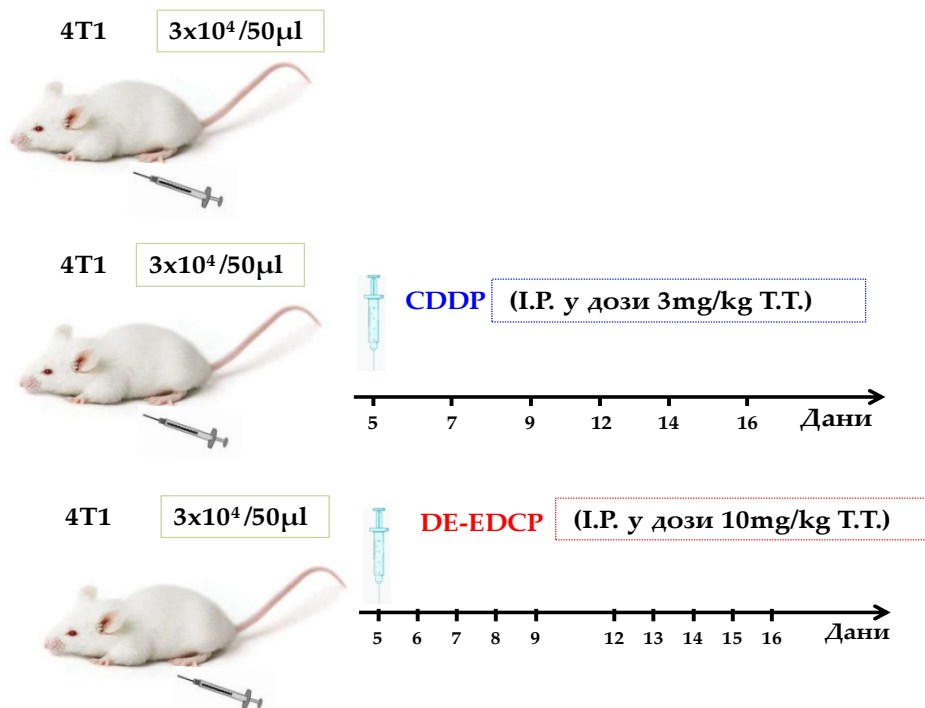 4T1 3x10⁴/50μl
4T1 3x10⁴/50μl
CDDP (I.P. у дози 3mg/kg Т.Т.)
5 7 9 12 14 16 Дани
4T1 3x10⁴/50μl
DE-EDCP (I.P. у дози 10mg/kg Т.Т.)
5 6 7 8 9 12 13 14 15 16 Дани